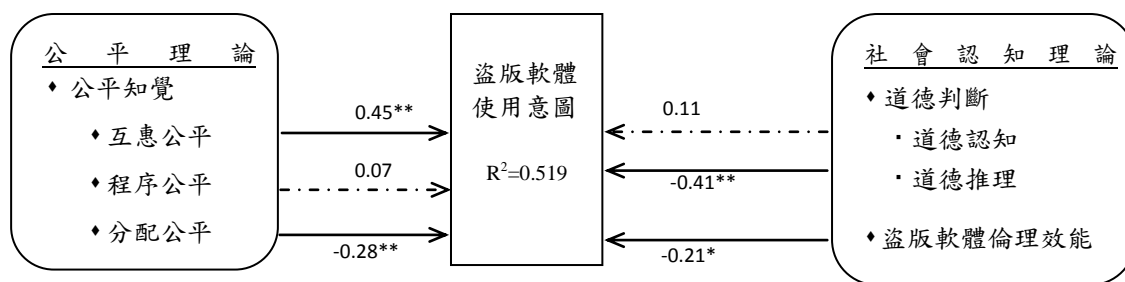 公平理論
♦ 公平知覺
♦ 互惠公平
♦ 程序公平
♦ 分配公平
0.45**
0.07
-0.28**
盜版軟體
使用意圖
R²=0.519
0.11
-0.41**
-0.21*
社會認知理論
♦ 道德判斷
▪ 道德認知
▪ 道德推理
♦ 盜版軟體倫理效能